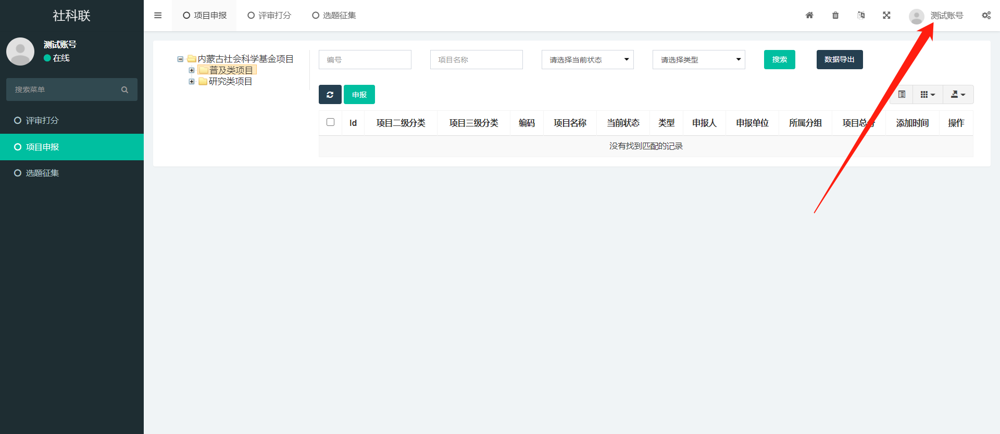 社科联
项目申报 评审打分 选题征集 测试账号
测试账号
在线
搜索菜单
评审打分
项目申报
选题征集
内蒙古社会科学基金项目
普及类项目
研究类项目
编号 项目名称 请选择当前状态 请选择类型 搜索 数据导出
申报
Id 项目二级分类 项目三级分类 编码 项目名称 当前状态 类型 申报人 申报单位 所属分组 项目总分 添加时间 操作
没有找到匹配的记录